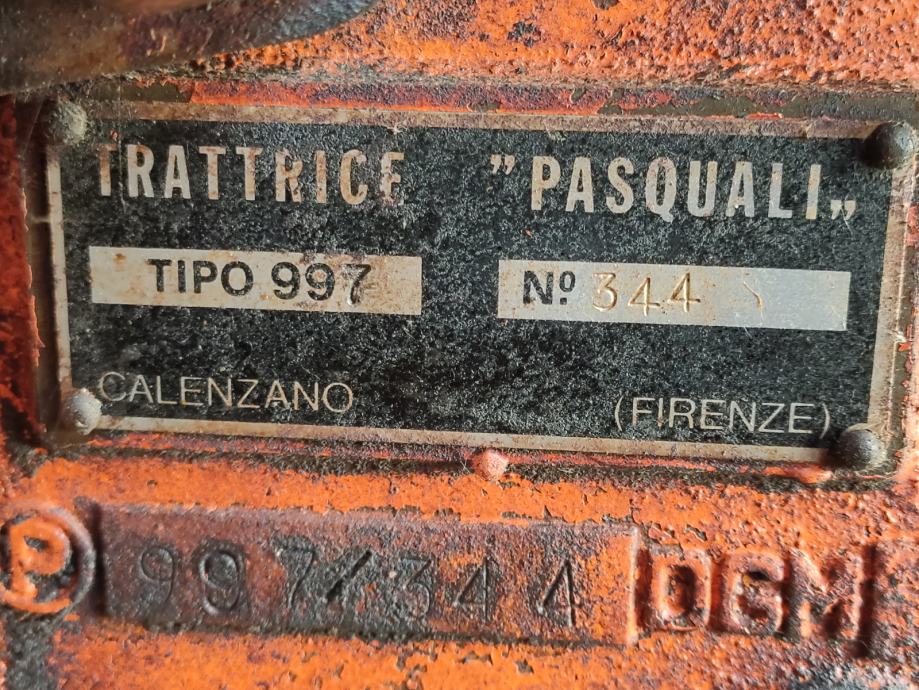 TRATTRICE "PASQUALI„
TIPO 997 Nº 344
CALENZANO (FIRENZE)
P 997/344 DGM